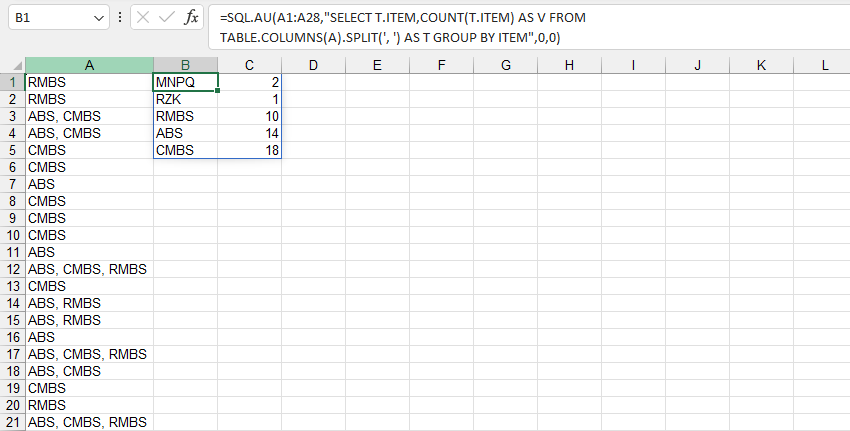 B1
fx
=SQL.AU(A1:A28,"SELECT T.ITEM,COUNT(T.ITEM) AS V FROM
TABLE.COLUMNS(A).SPLIT(', ') AS T GROUP BY ITEM",0,0)
A B C D E F G H I J K L
1 RMBS MNPQ 2
2 RMBS RZK 1
3 ABS, CMBS RMBS 10
4 ABS, CMBS ABS 14
5 CMBS CMBS 18
6 CMBS
7 ABS
8 CMBS
9 CMBS
10 CMBS
11 ABS
12 ABS, CMBS, RMBS
13 CMBS
14 ABS, RMBS
15 ABS, RMBS
16 ABS
17 ABS, CMBS, RMBS
18 ABS, CMBS
19 CMBS
20 RMBS
21 ABS, CMBS, RMBS